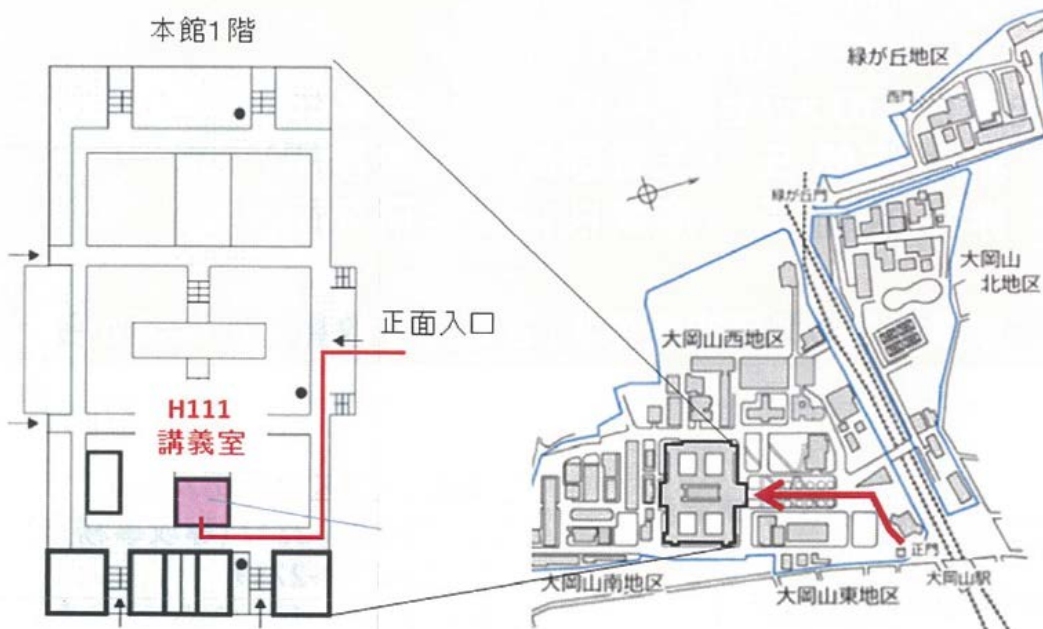 本館1階
正面入口
H111
講義室
緑が丘地区
西門
緑が丘門
大岡山
北地区
大岡山西地区
正門
大岡山駅
大岡山南地区
大岡山東地区